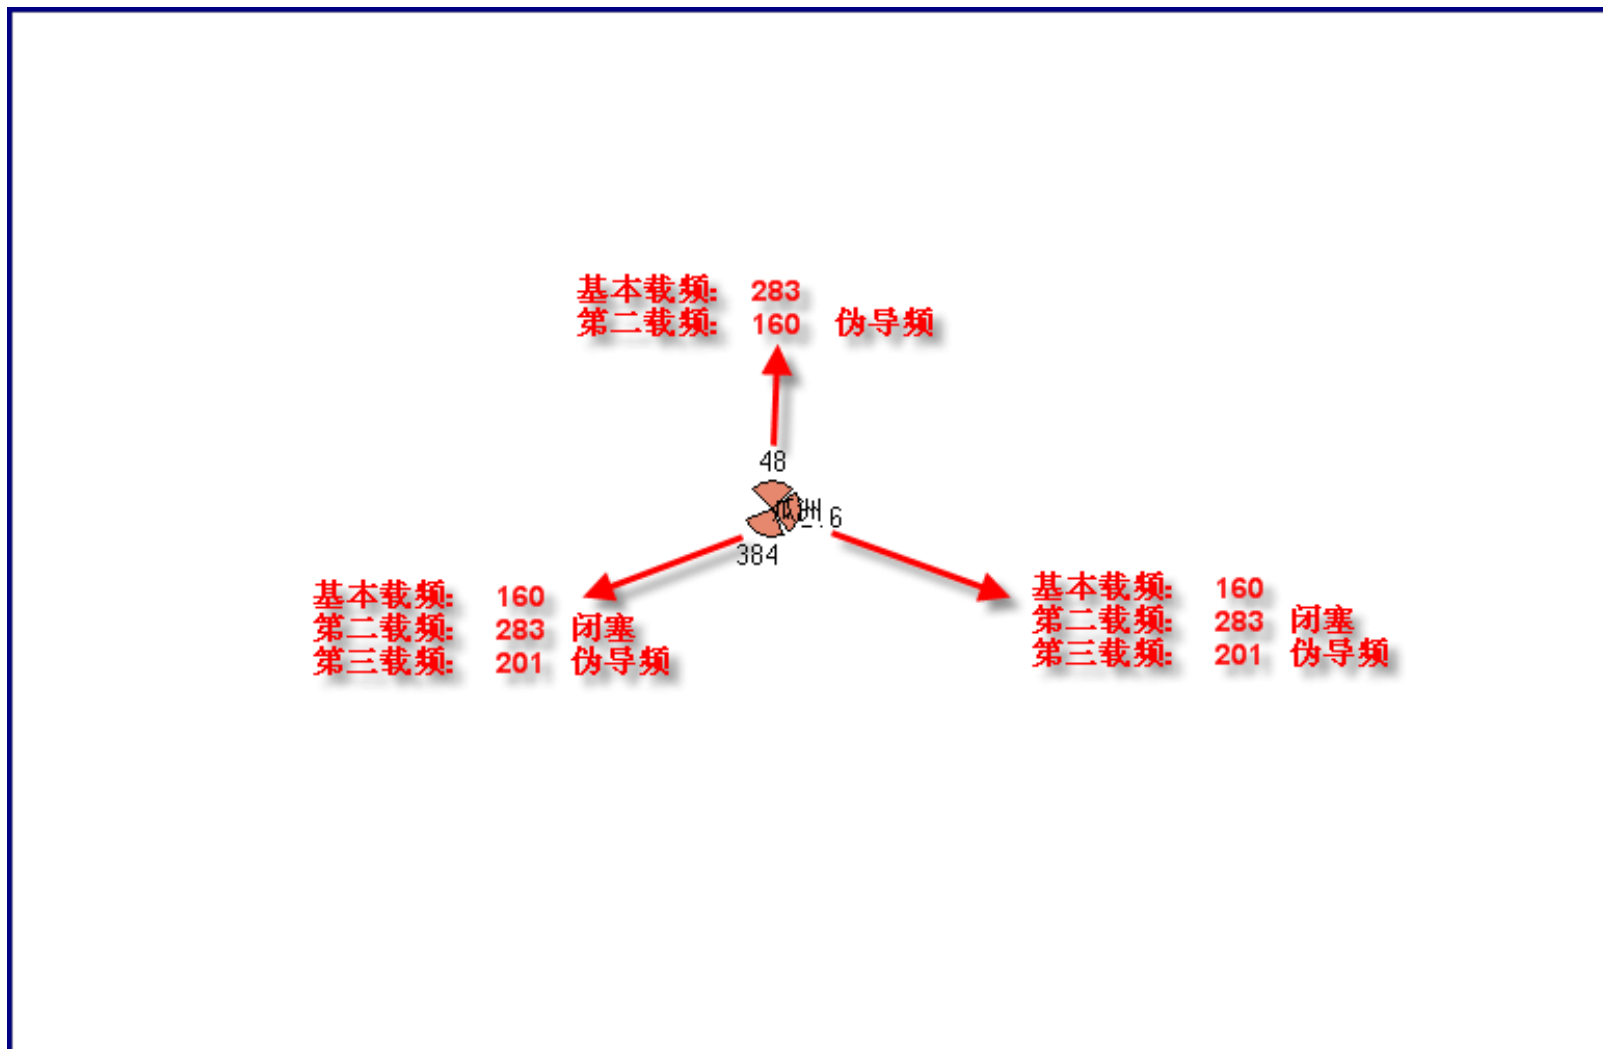 基本载频: 283
第二载频: 160 伪导频
48
瓜州
384
基本载频: 160
第二载频: 283 闭塞
第三载频: 201 伪导频
基本载频: 160
第二载频: 283 闭塞
第三载频: 201 伪导频